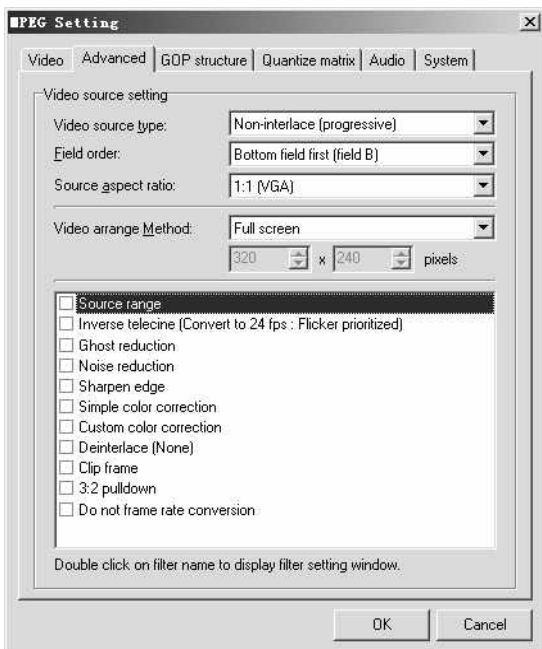 MPEG Setting
Video Advanced GOP structure Quantize matrix Audio System
Video source setting
Video source type: Non-interlace (progressive)
Field order: Bottom field first (field B)
Source aspect ratio: 1:1 (VGA)
Video arrange Method: Full screen
320 x 240 pixels
Source range
Inverse telecine (Convert to 24 fps : Flicker prioritized)
Ghost reduction
Noise reduction
Sharpen edge
Simple color correction
Custom color correction
Deinterlace (None)
Clip frame
3:2 pulldown
Do not frame rate conversion
Double click on filter name to display filter setting window.
OK Cancel